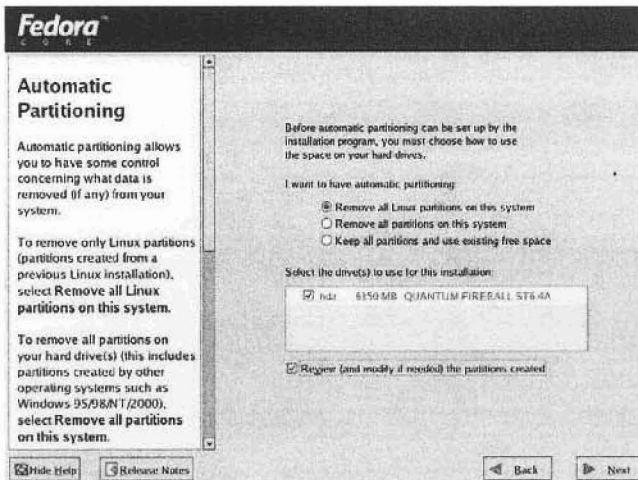 Fedora
CORE
Automatic
Partitioning
Automatic partitioning allows
you to have some control
concerning what data is
removed (if any) from your
system.
To remove only Linux partitions
(partitions created from a
previous Linux installation),
select Remove all Linux
partitions on this system.
To remove all partitions on
your hard drive(s) (this includes
partitions created by other
operating systems such as
Windows 95/98/NT/2000),
select Remove all partitions
on this system.
Before automatic partitioning can be set up by the
installation program, you must choose how to use
the space on your hard drives.
I want to have automatic partitioning:
Remove all Linux partitions on this system
Remove all partitions on this system
Keep all partitions and use existing free space
Select the drive(s) to use for this installation:
6150 MB QUANTUM FIREBALL ST6.4A
Review (and modify if needed) the partitions created
Hide Help
Release Notes
Back
Next